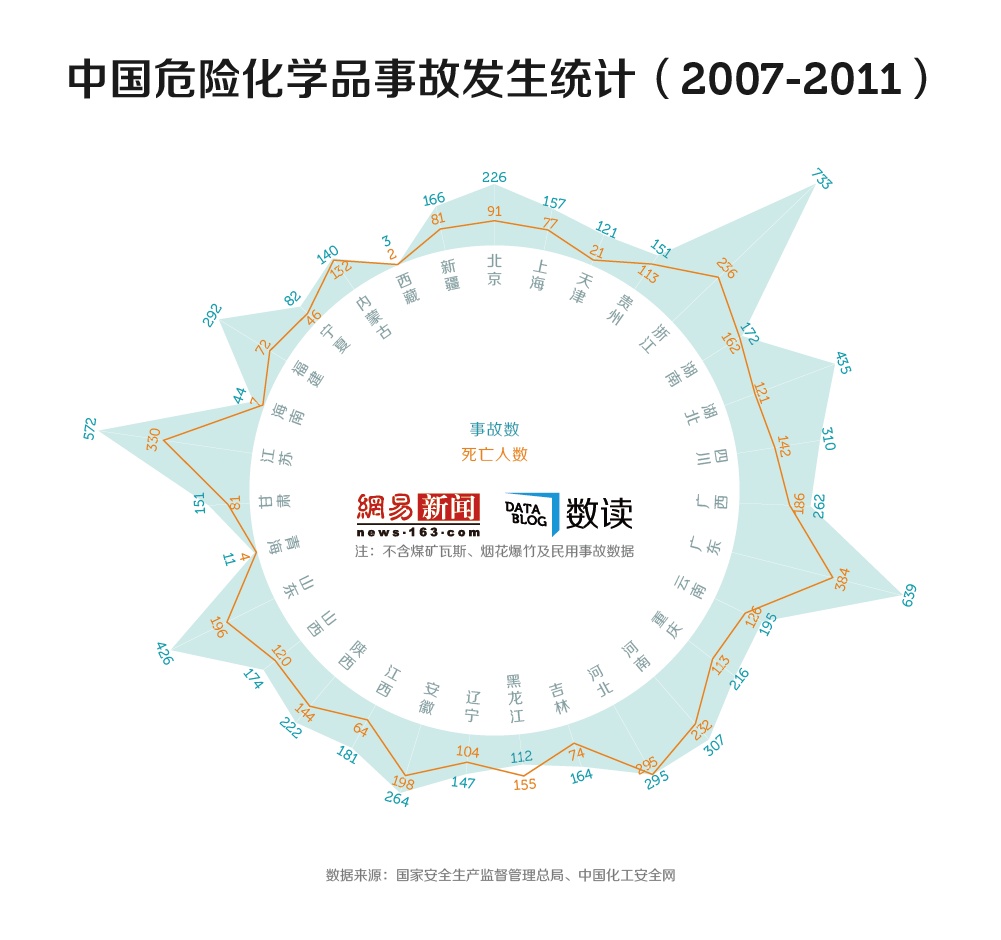 中国危险化学品事故发生统计（2007-2011）
226
91
北京
157
77
上海
121
21
天津
151
113
贵州
733
236
浙江
172
162
湖南
435
121
湖北
310
142
四川
262
186
广西
639
384
广东
195
126
云南
216
113
重庆
307
232
河南
295
295
河北
164
74
吉林
112
155
黑龙江
147
104
辽宁
264
198
安徽
181
64
江西
222
144
陕西
174
120
山西
426
196
山东
11
4
青海
151
81
甘肃
572
330
江苏
44
7
海南
292
72
福建
82
46
宁夏
140
132
内蒙古
3
2
西藏
166
81
新疆
事故数
死亡人数
網易 新闻
news·163·com
DATA BLOG 数读
注：不含煤矿瓦斯、烟花爆竹及民用事故数据
数据来源：国家安全生产监督管理总局、中国化工安全网